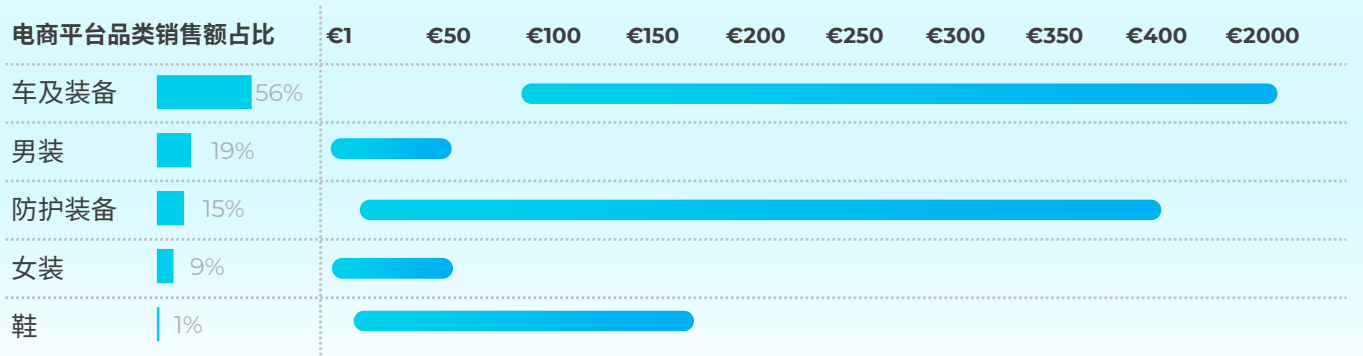 电商平台品类销售额占比 €1 €50 €100 €150 €200 €250 €300 €350 €400 €2000
车及装备 56%
男装 19%
防护装备 15%
女装 9%
鞋 1%